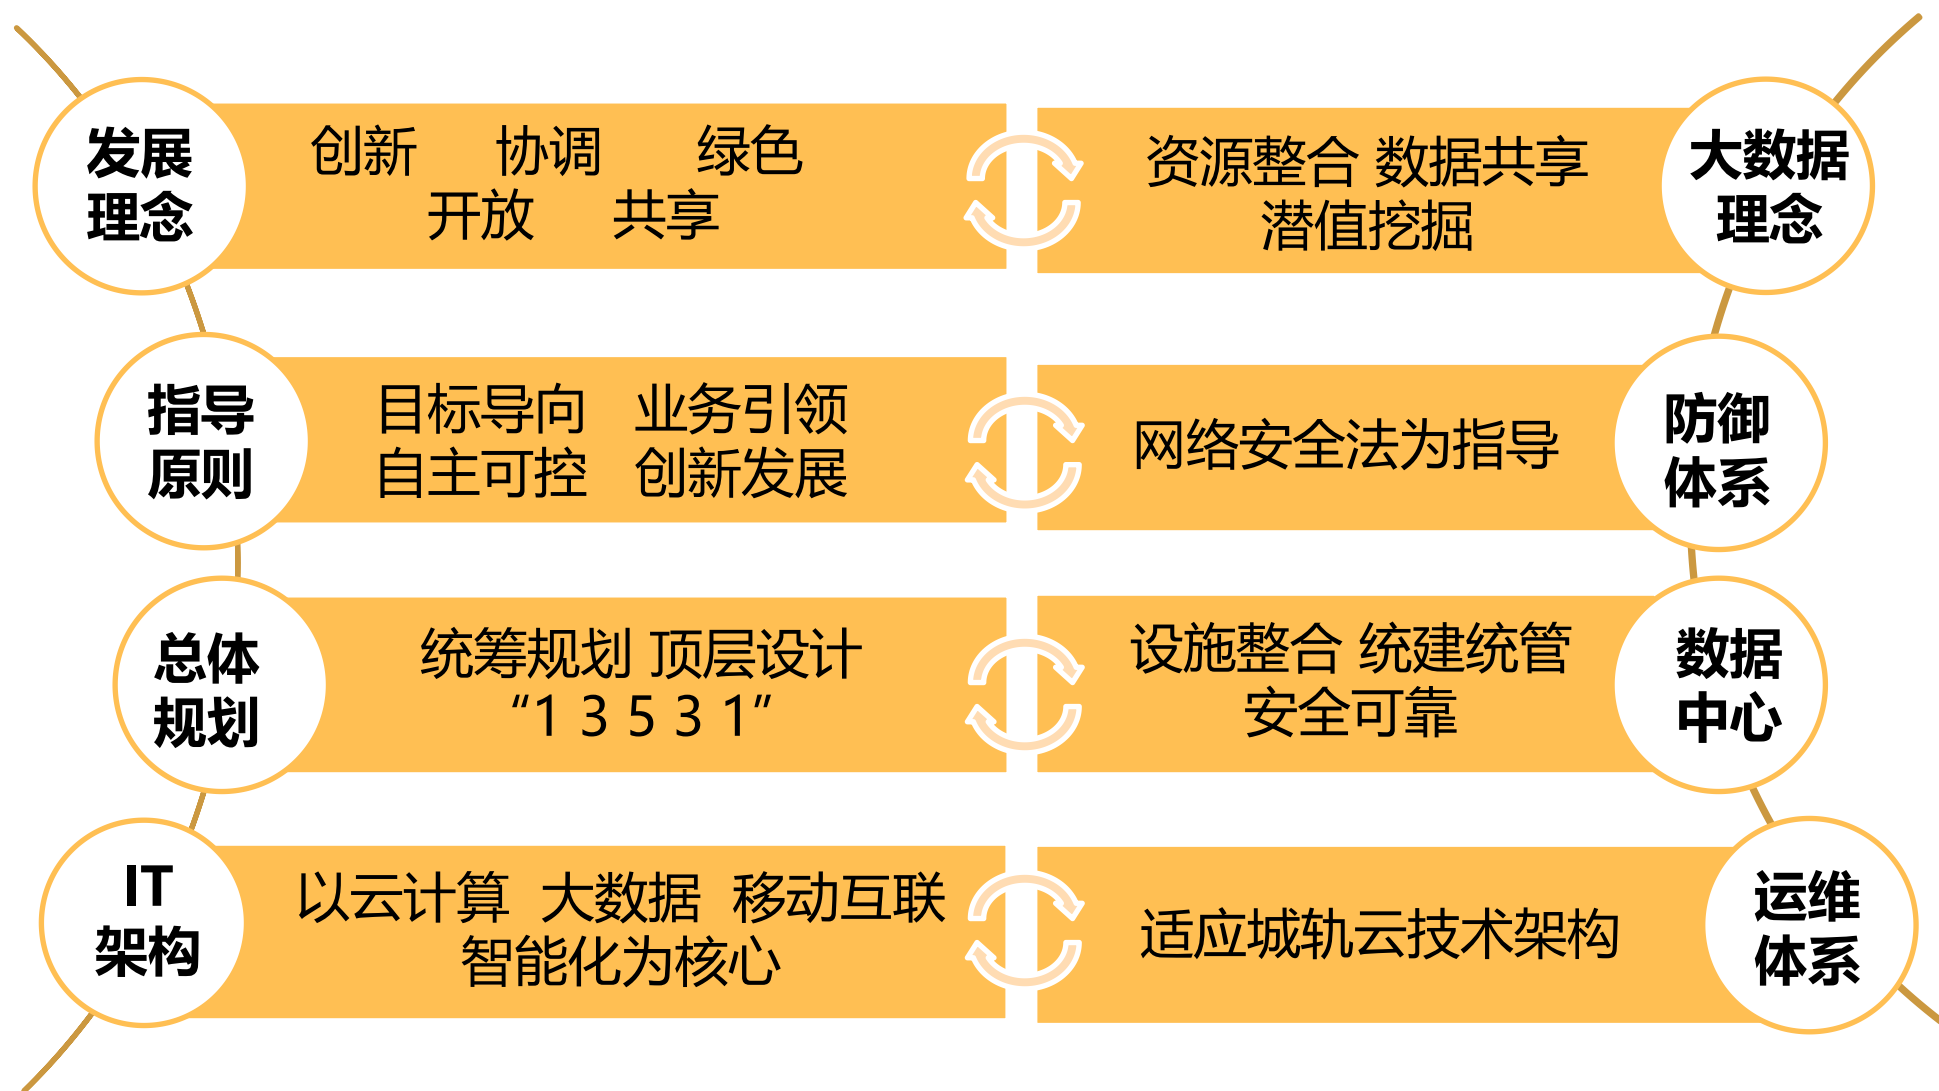 发展
理念
创新 协调 绿色
开放 共享
资源整合 数据共享
潜值挖掘
大数据
理念
指导
原则
目标导向 业务引领
自主可控 创新发展
网络安全法为指导
防御
体系
总体
规划
统筹规划 顶层设计
“1 3 5 3 1”
设施整合 统建统管
安全可靠
数据
中心
IT
架构
以云计算 大数据 移动互联
智能化为核心
适应城轨云技术架构
运维
体系